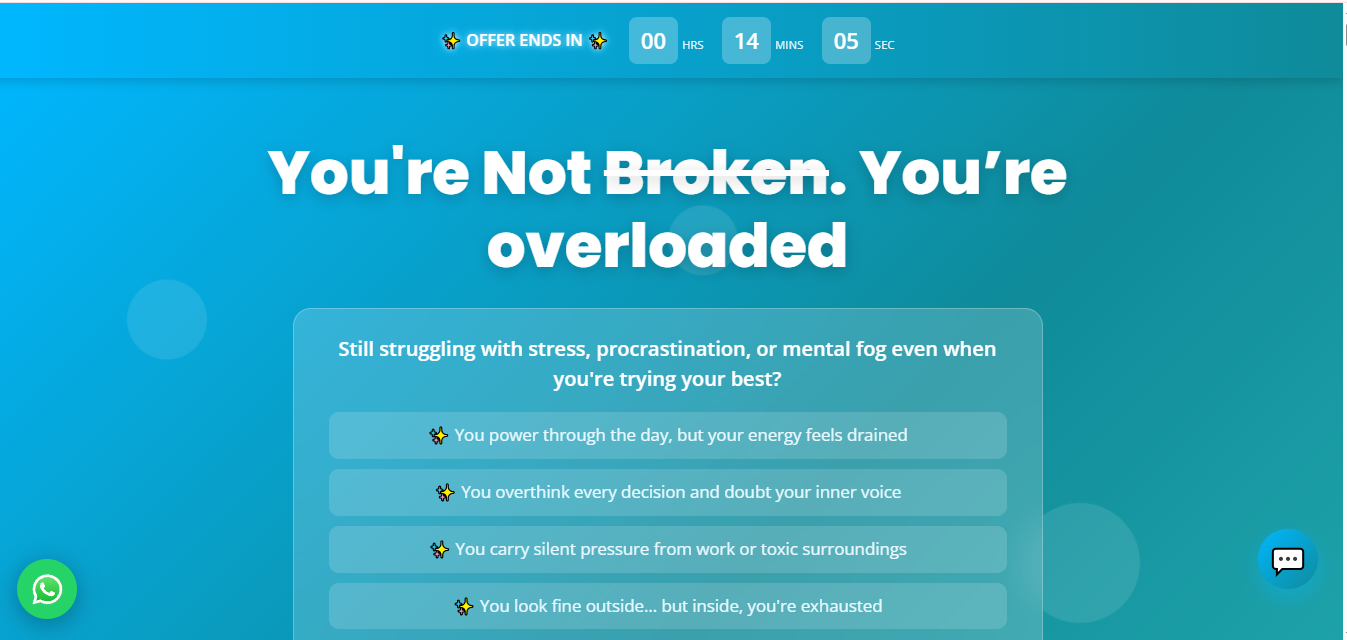 ✨ OFFER ENDS IN ✨ 00 HRS 14 MINS 05 SEC
You're Not Broken. You’re
overloaded
Still struggling with stress, procrastination, or mental fog even when
you're trying your best?
✨ You power through the day, but your energy feels drained
✨ You overthink every decision and doubt your inner voice
✨ You carry silent pressure from work or toxic surroundings
✨ You look fine outside... but inside, you're exhausted